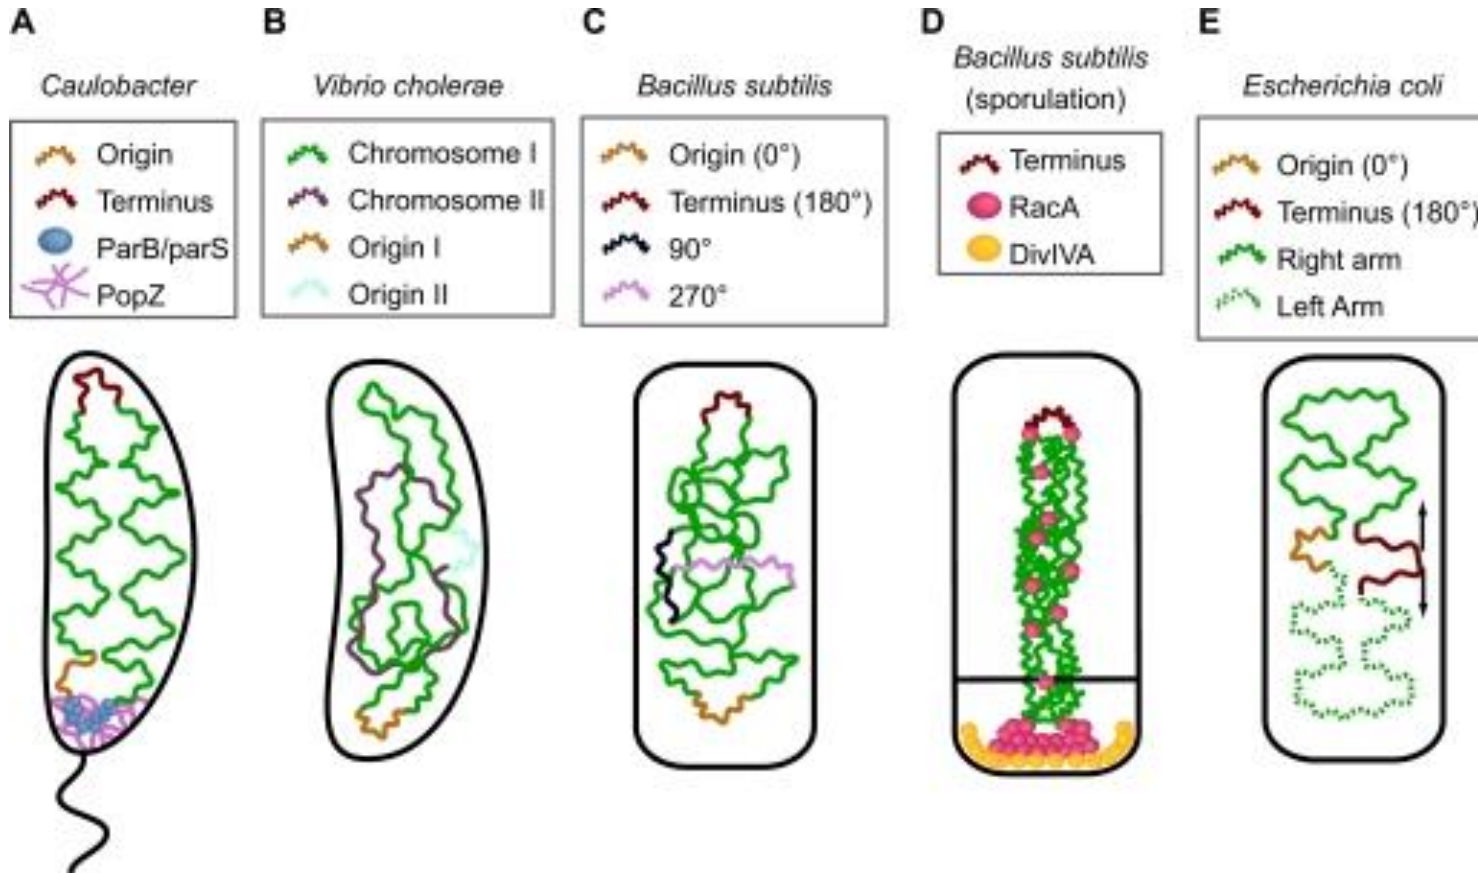 A
Caulobacter
Origin
Terminus
ParB/parS
PopZ
B
Vibrio cholerae
Chromosome I
Chromosome II
Origin I
Origin II
C
Bacillus subtilis
Origin (0°)
Terminus (180°)
90°
270°
D
Bacillus subtilis
(sporulation)
Terminus
RacA
DivIVA
E
Escherichia coli
Origin (0°)
Terminus (180°)
Right arm
Left Arm